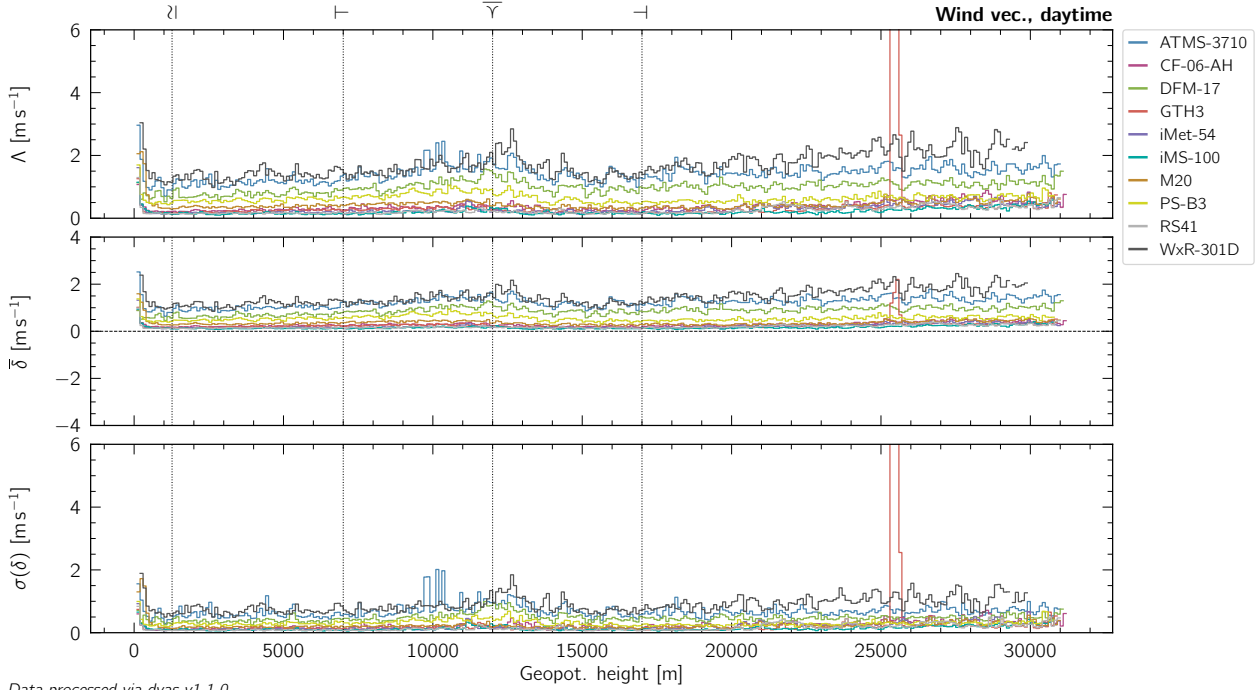 Wind vec., daytime
6
4
2
0
Λ [m s⁻¹]
4
2
0
−2
−4
δ̅ [m s⁻¹]
6
4
2
0
σ(δ) [m s⁻¹]
0 5000 10000 15000 20000 25000 30000
Geopot. height [m]
ATMS-3710
CF-06-AH
DFM-17
GTH3
iMet-54
iMS-100
M20
PS-B3
RS41
WxR-301D